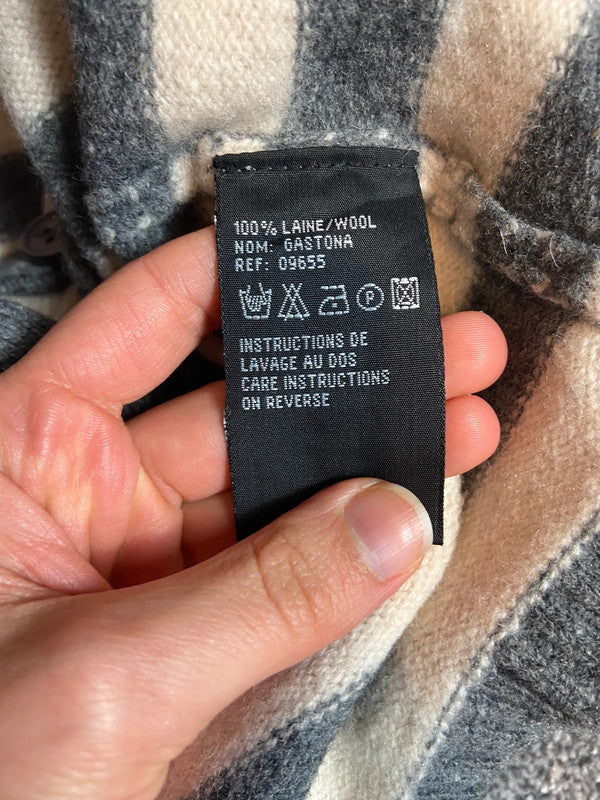 100% LAINE/WOOL
NOM: GASTONA
REF: 09655
P
INSTRUCTIONS DE
LAVAGE AU DOS
CARE INSTRUCTIONS
ON REVERSE